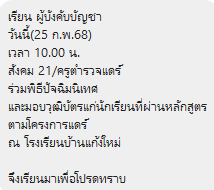 เรียน ผู้บังคับบัญชา
วันนี้(25 ก.พ.68)
เวลา 10.00 น.
สังคม 21/ครูตำรวจแดร์
ร่วมพิธีปัจฉิมนิเทศ
และมอบวุฒิบัตรแก่นักเรียนที่ผ่านหลักสูตร
ตามโครงการแดร์
ณ โรงเรียนบ้านแก้งใหม่
จึงเรียนมาเพื่อโปรดทราบ